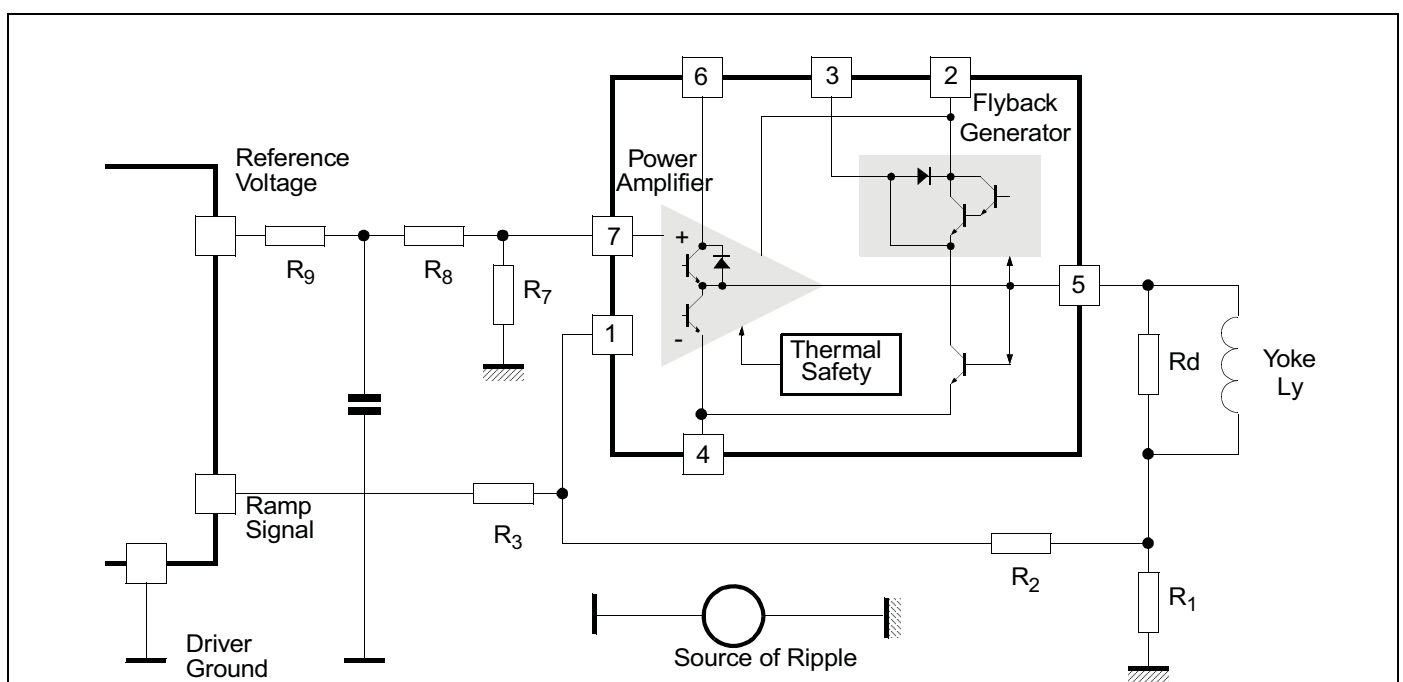 6
3
2
Flyback
Generator
Reference
Voltage
Power
Amplifier
R9
R8
R7
7
+
5
1
-
Thermal
Safety
Rd
Yoke
Ly
4
Ramp
Signal
R3
R2
R1
Driver
Ground
Source of Ripple